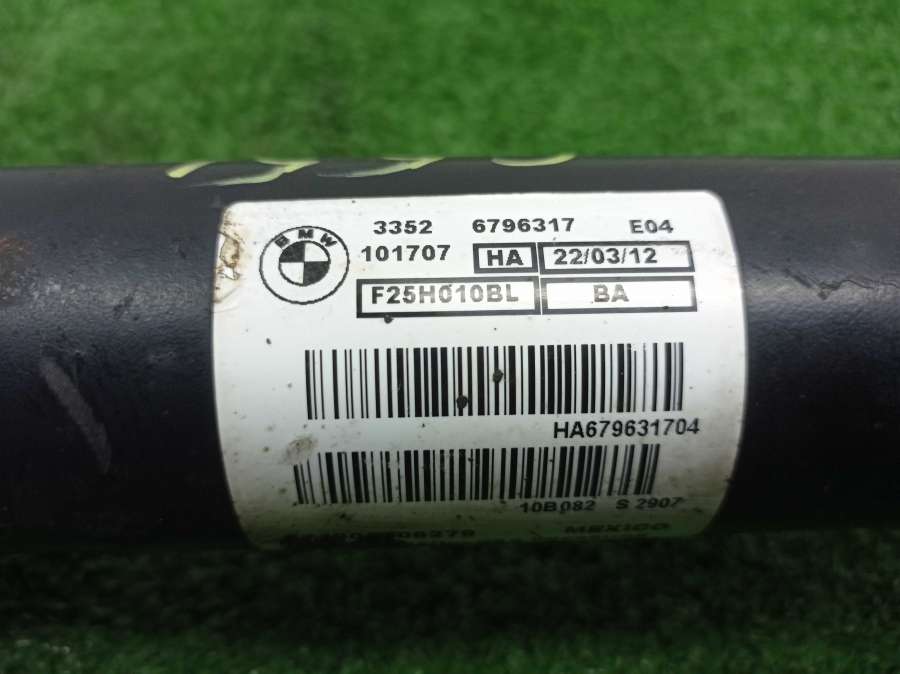 BMW
3352 6796317 E04
101707 HA 22/03/12
F25H010BL BA
HA679631704
10B082 S 2907
MEXICO